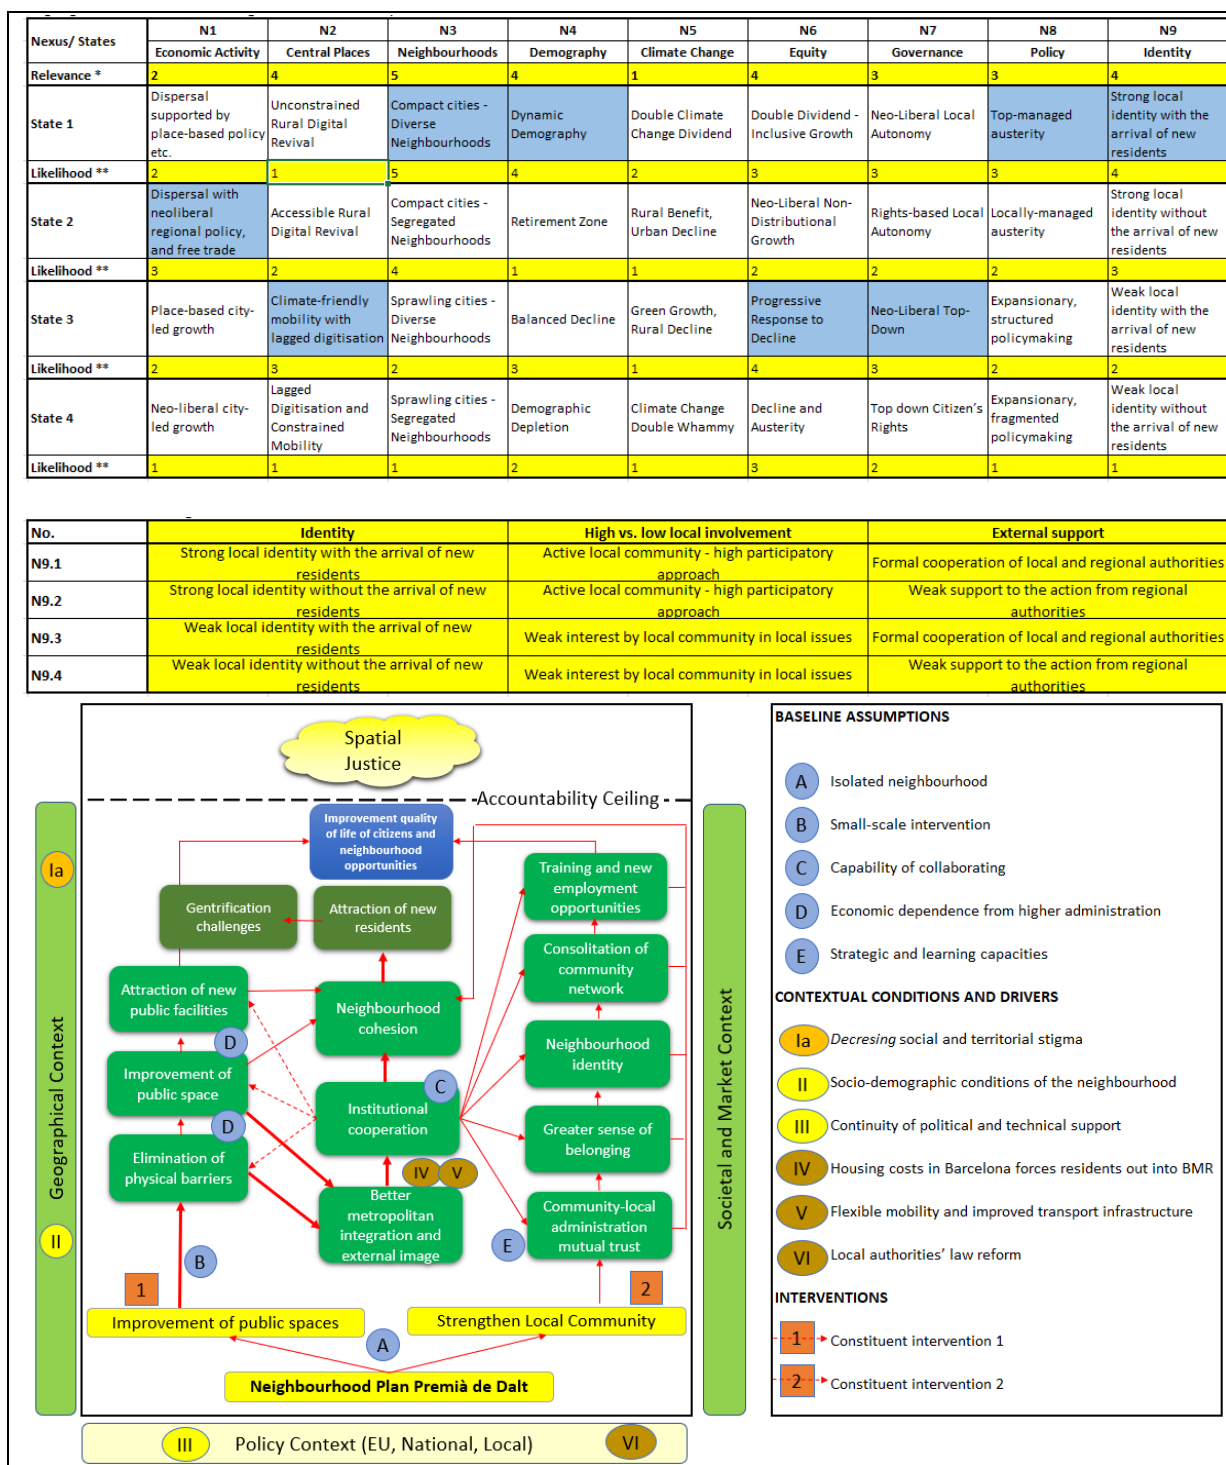 Nexus/ States N1 N2 N3 N4 N5 N6 N7 N8 N9
Economic Activity Central Places Neighbourhoods Demography Climate Change Equity Governance Policy Identity
Relevance * 2 4 5 4 1 4 3 3 4
State 1
Dispersal
supported by
place-based policy
etc.
Unconstrained
Rural Digital
Revival
Compact cities -
Diverse
Neighbourhoods
Dynamic
Demography
Double Climate
Change Dividend
Double Dividend -
Inclusive Growth
Neo-Liberal Local
Autonomy
Top-managed
austerity
Strong local
identity with the
arrival of new
residents
Likelihood ** 2 1 5 4 2 3 3 3 4
State 2
Dispersal with
neoliberal
regional policy,
and free trade
Accessible Rural
Digital Revival
Compact cities -
Segregated
Neighbourhoods
Retirement Zone
Rural Benefit,
Urban Decline
Neo-Liberal Non-
Distributional
Growth
Rights-based Local
Autonomy
Locally-managed
austerity
Strong local
identity without
the arrival of new
residents
Likelihood ** 3 2 4 1 1 2 2 2 3
State 3
Place-based city-
led growth
Climate-friendly
mobility with
lagged digitisation
Sprawling cities -
Diverse
Neighbourhoods
Balanced Decline
Green Growth,
Rural Decline
Progressive
Response to
Decline
Neo-Liberal Top-
Down
Expansionary,
structured
policymaking
Weak local
identity with the
arrival of new
residents
Likelihood ** 2 3 2 3 1 4 3 2 2
State 4
Neo-liberal city-
led growth
Lagged
Digitisation and
Constrained
Mobility
Sprawling cities -
Segregated
Neighbourhoods
Demographic
Depletion
Climate Change
Double Whammy
Decline and
Austerity
Top down Citizen's
Rights
Expansionary,
fragmented
policymaking
Weak local
identity without
the arrival of new
residents
Likelihood ** 1 1 1 2 1 3 2 1 1
No. Identity High vs. low local involvement External support
N9.1
Strong local identity with the arrival of new
residents
Active local community - high participatory
approach
Formal cooperation of local and regional authorities
N9.2
Strong local identity without the arrival of new
residents
Active local community - high participatory
approach
Weak support to the action from regional
authorities
N9.3
Weak local identity with the arrival of new
residents
Weak interest by local community in local issues
Formal cooperation of local and regional authorities
N9.4
Weak local identity without the arrival of new
residents
Weak interest by local community in local issues
Weak support to the action from regional
authorities
Spatial
Justice
Accountability Ceiling
Geographical Context
Ia
II
Improvement quality
of life of citizens and
neighbourhood
opportunities
Gentrification
challenges
Attraction of new
residents
Training and new
employment
opportunities
Attraction of new
public facilities
Neighbourhood
cohesion
Consolitation of
community
network
D
Improvement of
public space
Neighbourhood
identity
C
D
Institutional
cooperation
Greater sense of
belonging
Elimination of
physical barriers
IV
V
Better
metropolitan
integration and
external image
Community-local
administration
mutual trust
E
B
1
2
Improvement of public spaces
Strengthen Local Community
A
Neighbourhood Plan Premià de Dalt
Societal and Market Context
III
Policy Context (EU, National, Local)
VI
BASELINE ASSUMPTIONS
A Isolated neighbourhood
B Small-scale intervention
C Capability of collaborating
D Economic dependence from higher administration
E Strategic and learning capacities
CONTEXTUAL CONDITIONS AND DRIVERS
Ia Decresing social and territorial stigma
II Socio-demographic conditions of the neighbourhood
III Continuity of political and technical support
IV Housing costs in Barcelona forces residents out into BMR
V Flexible mobility and improved transport infrastructure
VI Local authorities' law reform
INTERVENTIONS
1 Constituent intervention 1
2 Constituent intervention 2